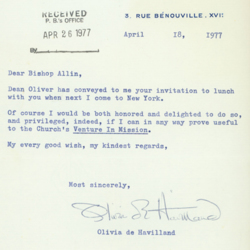 RECEIVED
P. B.'s OFFICE
APR 26 1977
3. RUE BÉNOUVILLE. XVIE
April 18, 1977
Dear Bishop Allin,
Dean Oliver has conveyed to me your invitation to lunch
with you when next I come to New York.
Of course I would be both honored and delighted to do so,
and privileged, indeed, if I can in any way prove useful
to the Church's Venture In Mission.
My every good wish, my kindest regards,
Most sincerely,
Olivia de Havilland
Olivia de Havilland